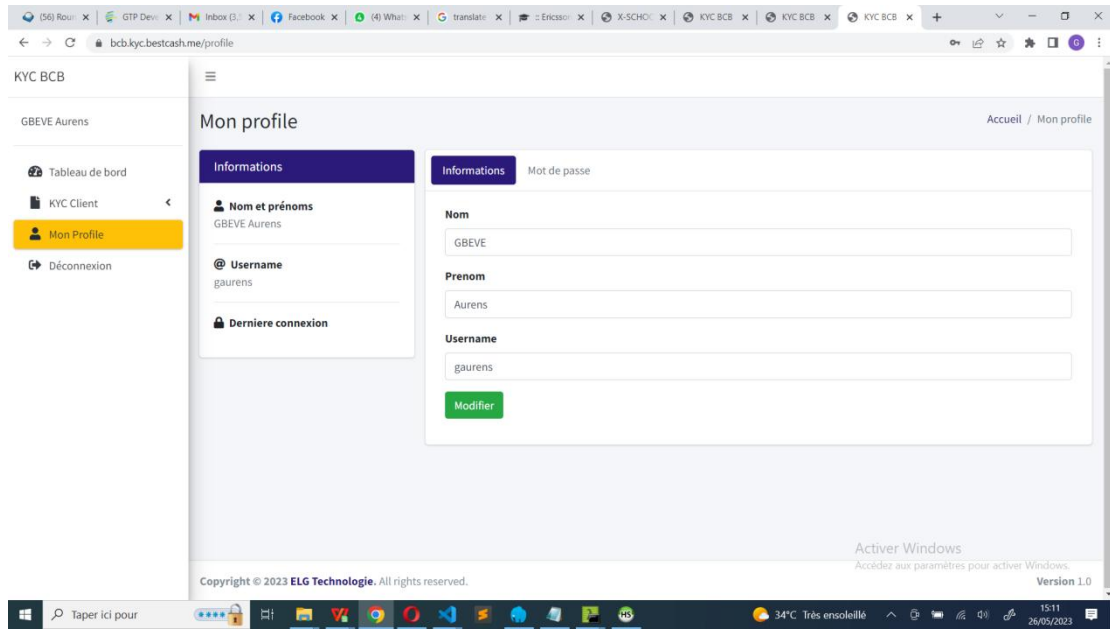 (56) Roun
GTP Deve
Inbox (3.
Facebook
(4) What
G translate
:: Ericsson
X-SCHOC
KYC BCB
KYC BCB
KYC BCB
bcb.kyc.bestcash.me/profile
KYC BCB
GBEVE Aurens
Tableau de bord
KYC Client
Mon Profile
Déconnexion
Mon profile
Accueil / Mon profile
Informations
Nom et prénoms
GBEVE Aurens
@ Username
gaurens
Derniere connexion
Informations Mot de passe
Nom
GBEVE
Prenom
Aurens
Username
gaurens
Modifier
Activer Windows
Accédez aux paramètres pour activer Windows.
Copyright © 2023 ELG Technologie. All rights reserved.
Version 1.0
Taper ici pour
34°C Très ensoleillé
15:11
26/05/2023